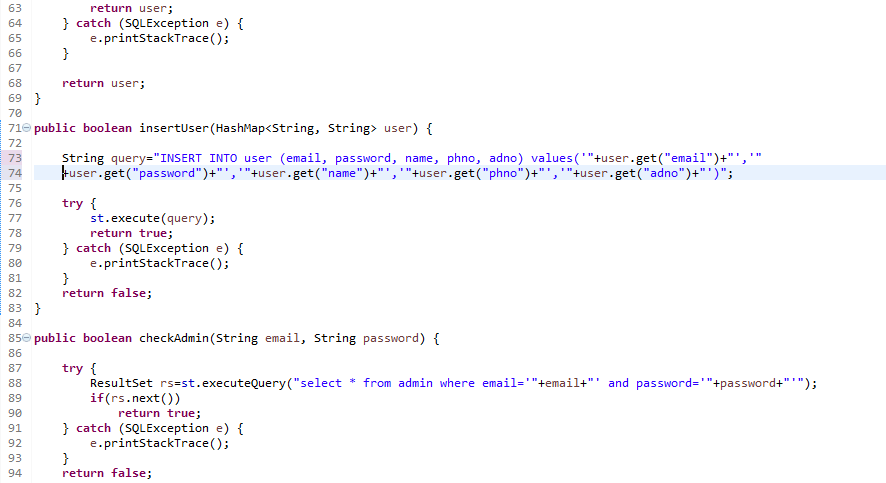 63         return user;
64     } catch (SQLException e) {
65         e.printStackTrace();
66     }
67
68     return user;
69 }
70
71 public boolean insertUser(HashMap<String, String> user) {
72
73     String query="INSERT INTO user (email, password, name, phno, adno) values('"+user.get("email")+"','"
74     +user.get("password")+"','"+user.get("name")+"','"+user.get("phno")+"','"+user.get("adno")+"')";
75
76     try {
77         st.execute(query);
78         return true;
79     } catch (SQLException e) {
80         e.printStackTrace();
81     }
82     return false;
83 }
84
85 public boolean checkAdmin(String email, String password) {
86
87     try {
88         ResultSet rs=st.executeQuery("select * from admin where email='"+email+"' and password='"+password+"'");
89         if(rs.next())
90             return true;
91     } catch (SQLException e) {
92         e.printStackTrace();
93     }
94     return false;